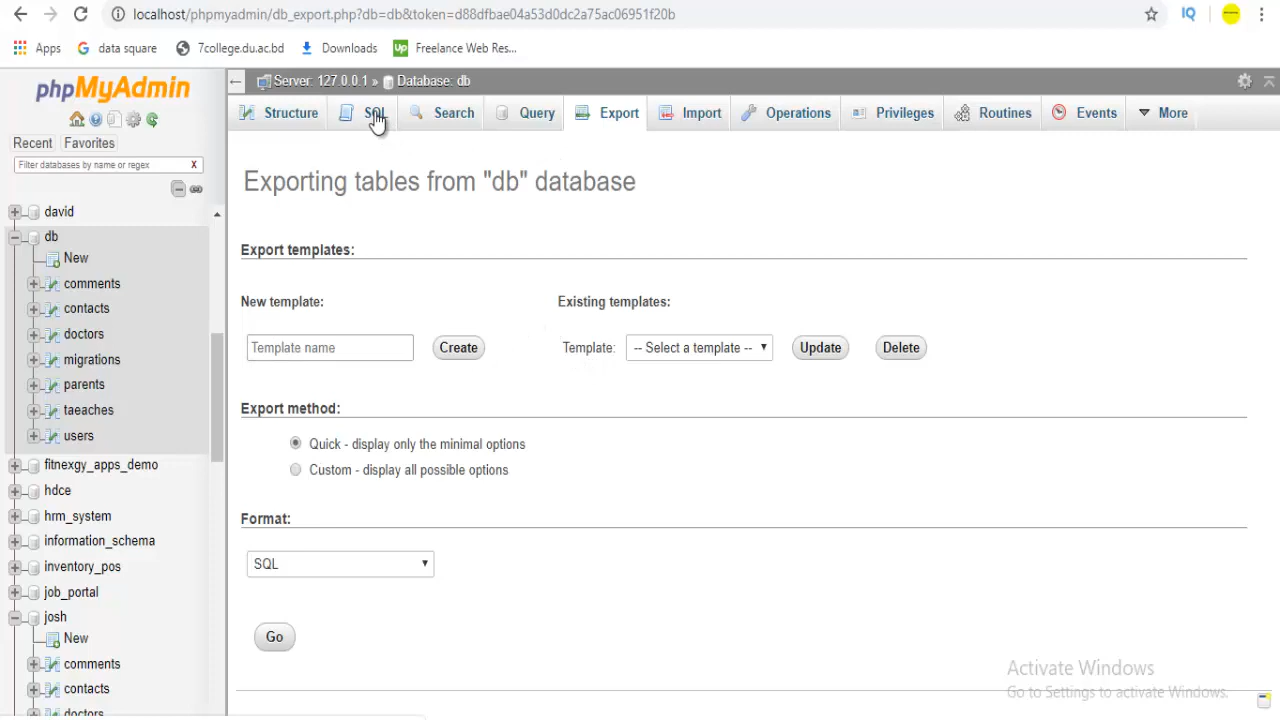 localhost/phpmyadmin/db_export.php?db=db&token=d88dfbae04a53d0dc2a75ac06951f20b
IQ
Apps
data square
7college.du.ac.bd
Downloads
Up
Freelance Web Res...
phpMyAdmin
Recent
Favorites
Filter databases by name or regex
X
david
db
New
comments
contacts
doctors
migrations
parents
taeaches
users
fitnexgy_apps_demo
hdce
hrm_system
information_schema
inventory_pos
job_portal
josh
New
comments
contacts
doctors
Server: 127.0.0.1 » Database: db
Structure
SQL
Search
Query
Export
Import
Operations
Privileges
Routines
Events
More
Exporting tables from "db" database
Export templates:
New template:
Existing templates:
Template name
Create
Template:
-- Select a template --
Update
Delete
Export method:
Quick - display only the minimal options
Custom - display all possible options
Format:
SQL
Go
Activate Windows
Go to Settings to activate Windows.